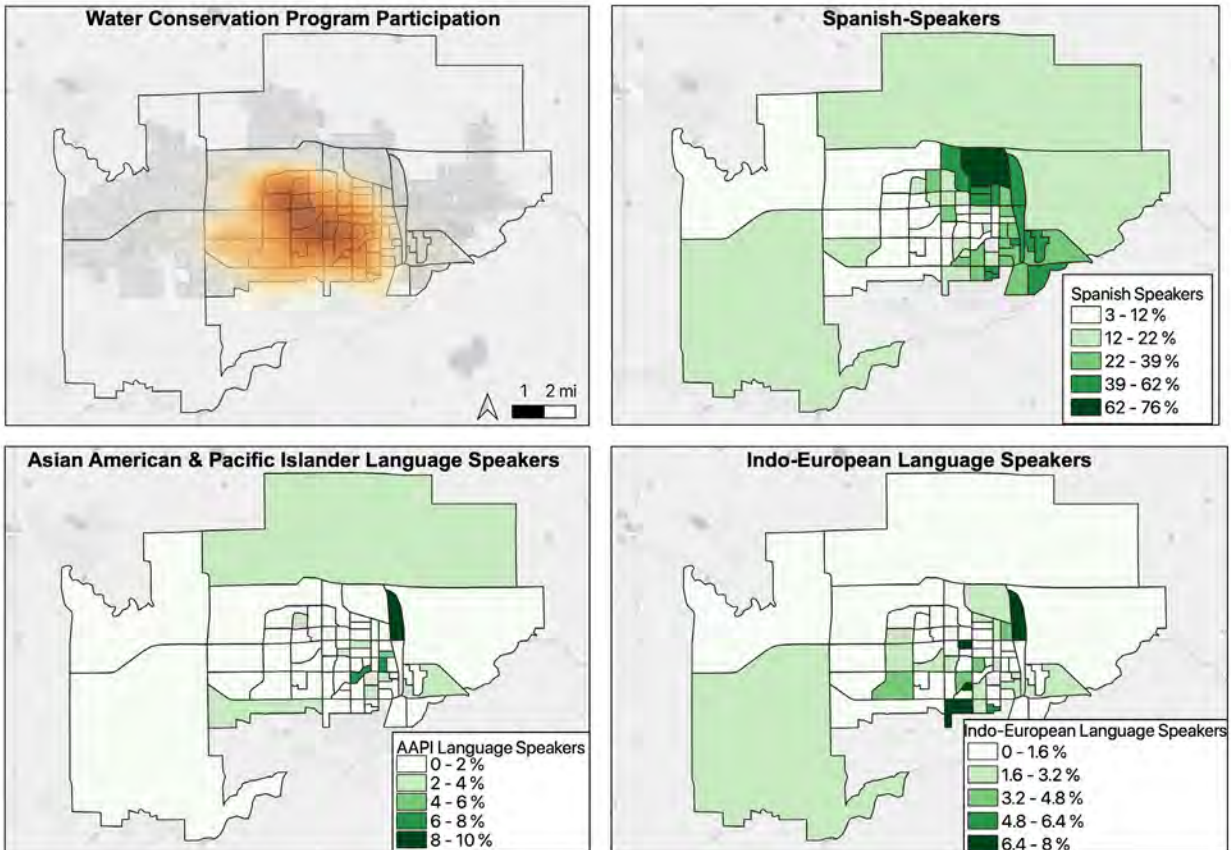 Water Conservation Program Participation
1 2 mi
Spanish-Speakers
Spanish Speakers
3 - 12 %
12 - 22 %
22 - 39 %
39 - 62 %
62 - 76 %
Asian American & Pacific Islander Language Speakers
AAPI Language Speakers
0 - 2 %
2 - 4 %
4 - 6 %
6 - 8 %
8 - 10 %
Indo-European Language Speakers
Indo-European Language Speakers
0 - 1.6 %
1.6 - 3.2 %
3.2 - 4.8 %
4.8 - 6.4 %
6.4 - 8 %